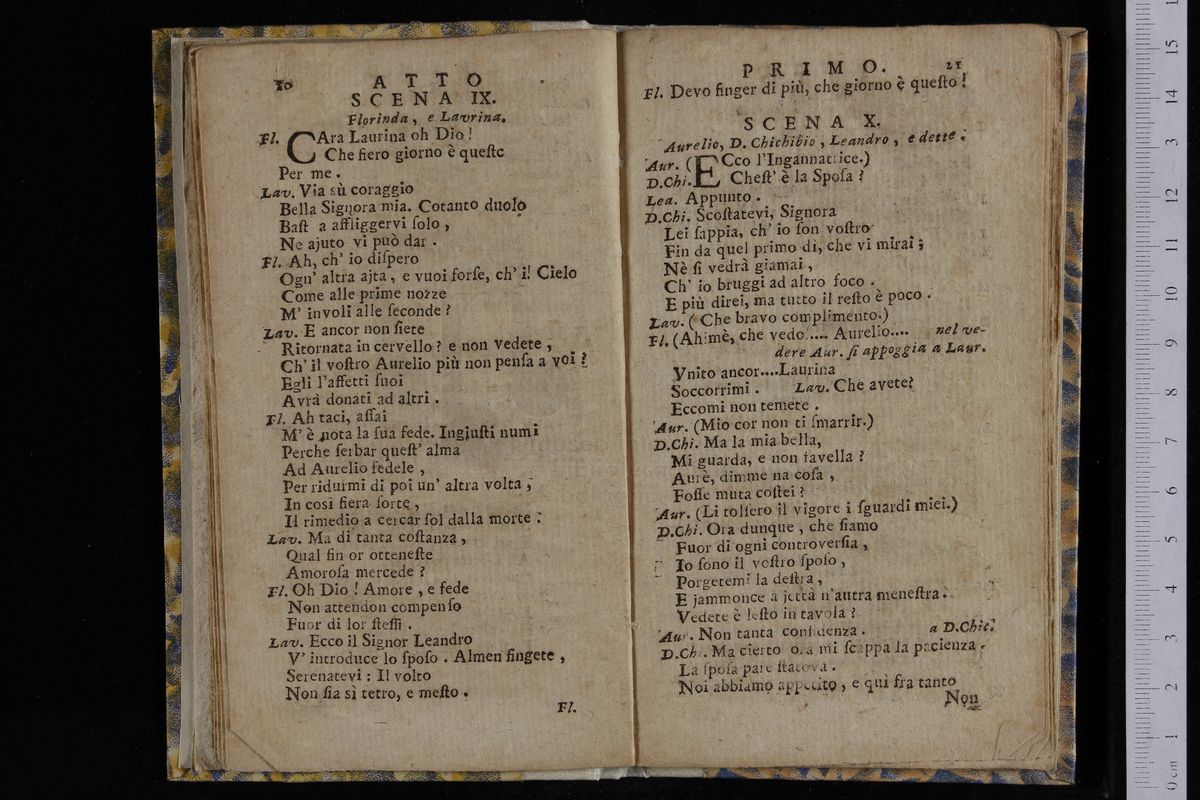 20 ATTO
SCENA IX.
Florinda, e Laurina.
Fl. CAra Laurina oh Dio!
Che fiero giorno è queſtc
Per me.
Lav. Via sù coraggio
Bella Signora mia. Cotanto duolo
Baſt a affliggervi ſolo,
Ne ajuto vi può dar.
Fl. Ah, ch' io diſpero
Ogn' altra ajta, e vuoi forſe, ch' il Cielo
Come alle prime nozze
M' involi alle ſeconde?
Lav. E ancor non ſiete
Ritornata in cervello? e non vedete,
Ch' il voſtro Aurelio più non penſa a voi?
Egli l'affetti ſuoi
Avrà donati ad altri.
Fl. Ah taci, aſſai
M' è nota la ſua fede. Ingiuſti numi
Perche ſerbar queſt' alma
Ad Aurelio fedele,
Per ridurmi di poi un' altra volta,
In cosi fiera ſorte,
Il rimedio a cercar ſol dalla morte.
Lav. Ma di tanta coſtanza,
Qual fin or otteneſte
Amoroſa mercede?
Fl. Oh Dio! Amore, e fede
Non attendon compenſo
Fuor di lor ſteſſi.
Lav. Ecco il Signor Leandro
V' introduce lo ſpoſo. Almen fingete,
Serenatevi: Il volto
Non ſia sì tetro, e meſto.
Fl.
PRIMO. 21
Fl. Devo finger di più, che giorno è queſto!
SCENA X.
Aurelio, D. Chichibio, Leandro, e dette.
Aur. (ECco l'Ingannatrice.)
D.Chi. Cheſt' è la Spoſa?
Lea. Appunto.
D.Chi. Scoſtatevi, Signora
Lei ſappia, ch' io ſon voſtro
Fin da quel primo dì, che vi mirai;
Nè ſi vedrà giamai,
Ch' io bruggi ad altro foco.
E più direi, ma tutto il reſto è poco.
Lav. (Che bravo complimento.)
Fl. (Ahimè, che vedo.... Aurelio.... nel ve-
dere Aur. ſi appoggia a Laur.
Vnito ancor....Laurina
Soccorrimi. Lav. Che avete?
Eccomi non temete.
Aur. (Mio cor non ti ſmarrir.)
D.Chi. Ma la mia bella,
Mi guarda, e non favella?
Aurè, dimme na coſa,
Foſſe muta coſtei?
Aur. (Li tolſero il vigore i ſguardi miei.)
D.Chi. Ora dunque, che ſiamo
Fuor di ogni controverſia,
Io ſono il voſtro ſpoſo,
Porgetemi la deſtra,
E jammonce a jettà n'autra meneſtra.
Vedete è leſto in tavola?
Aur. Non tanta confidenza. a D.Chic.
D.Chi. Ma cierto ora mi ſcappa la pacienza.
La ſpoſa pare ſtatova.
Noi abbiamo appetito, e quì fra tanto
Non